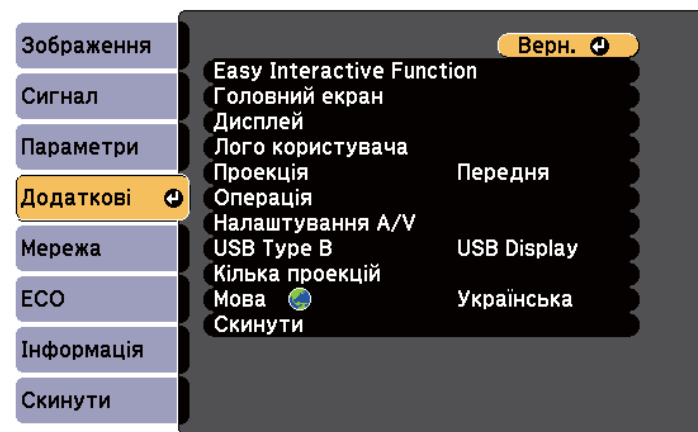 Зображення
Сигнал
Параметри
Додаткові
Мережа
ECO
Інформація
Скинути
Верн.
Easy Interactive Function
Головний екран
Дисплей
Лого користувача
Проекція Передня
Операція
Налаштування A/V
USB Type B USB Display
Кілька проекцій
Мова Українська
Скинути